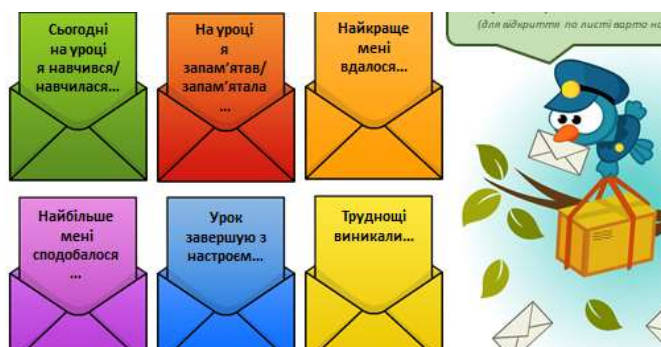 (для відкриття по листі варто
Сьогодні
на уроці
я навчився/
навчилася...
На уроці
я
запам'ятав/
запам'ятала
...
Найкраще
мені
вдалося...
Найбільше
мені
сподобалося
...
Урок
завершую з
настроєм...
Труднощі
виникали...